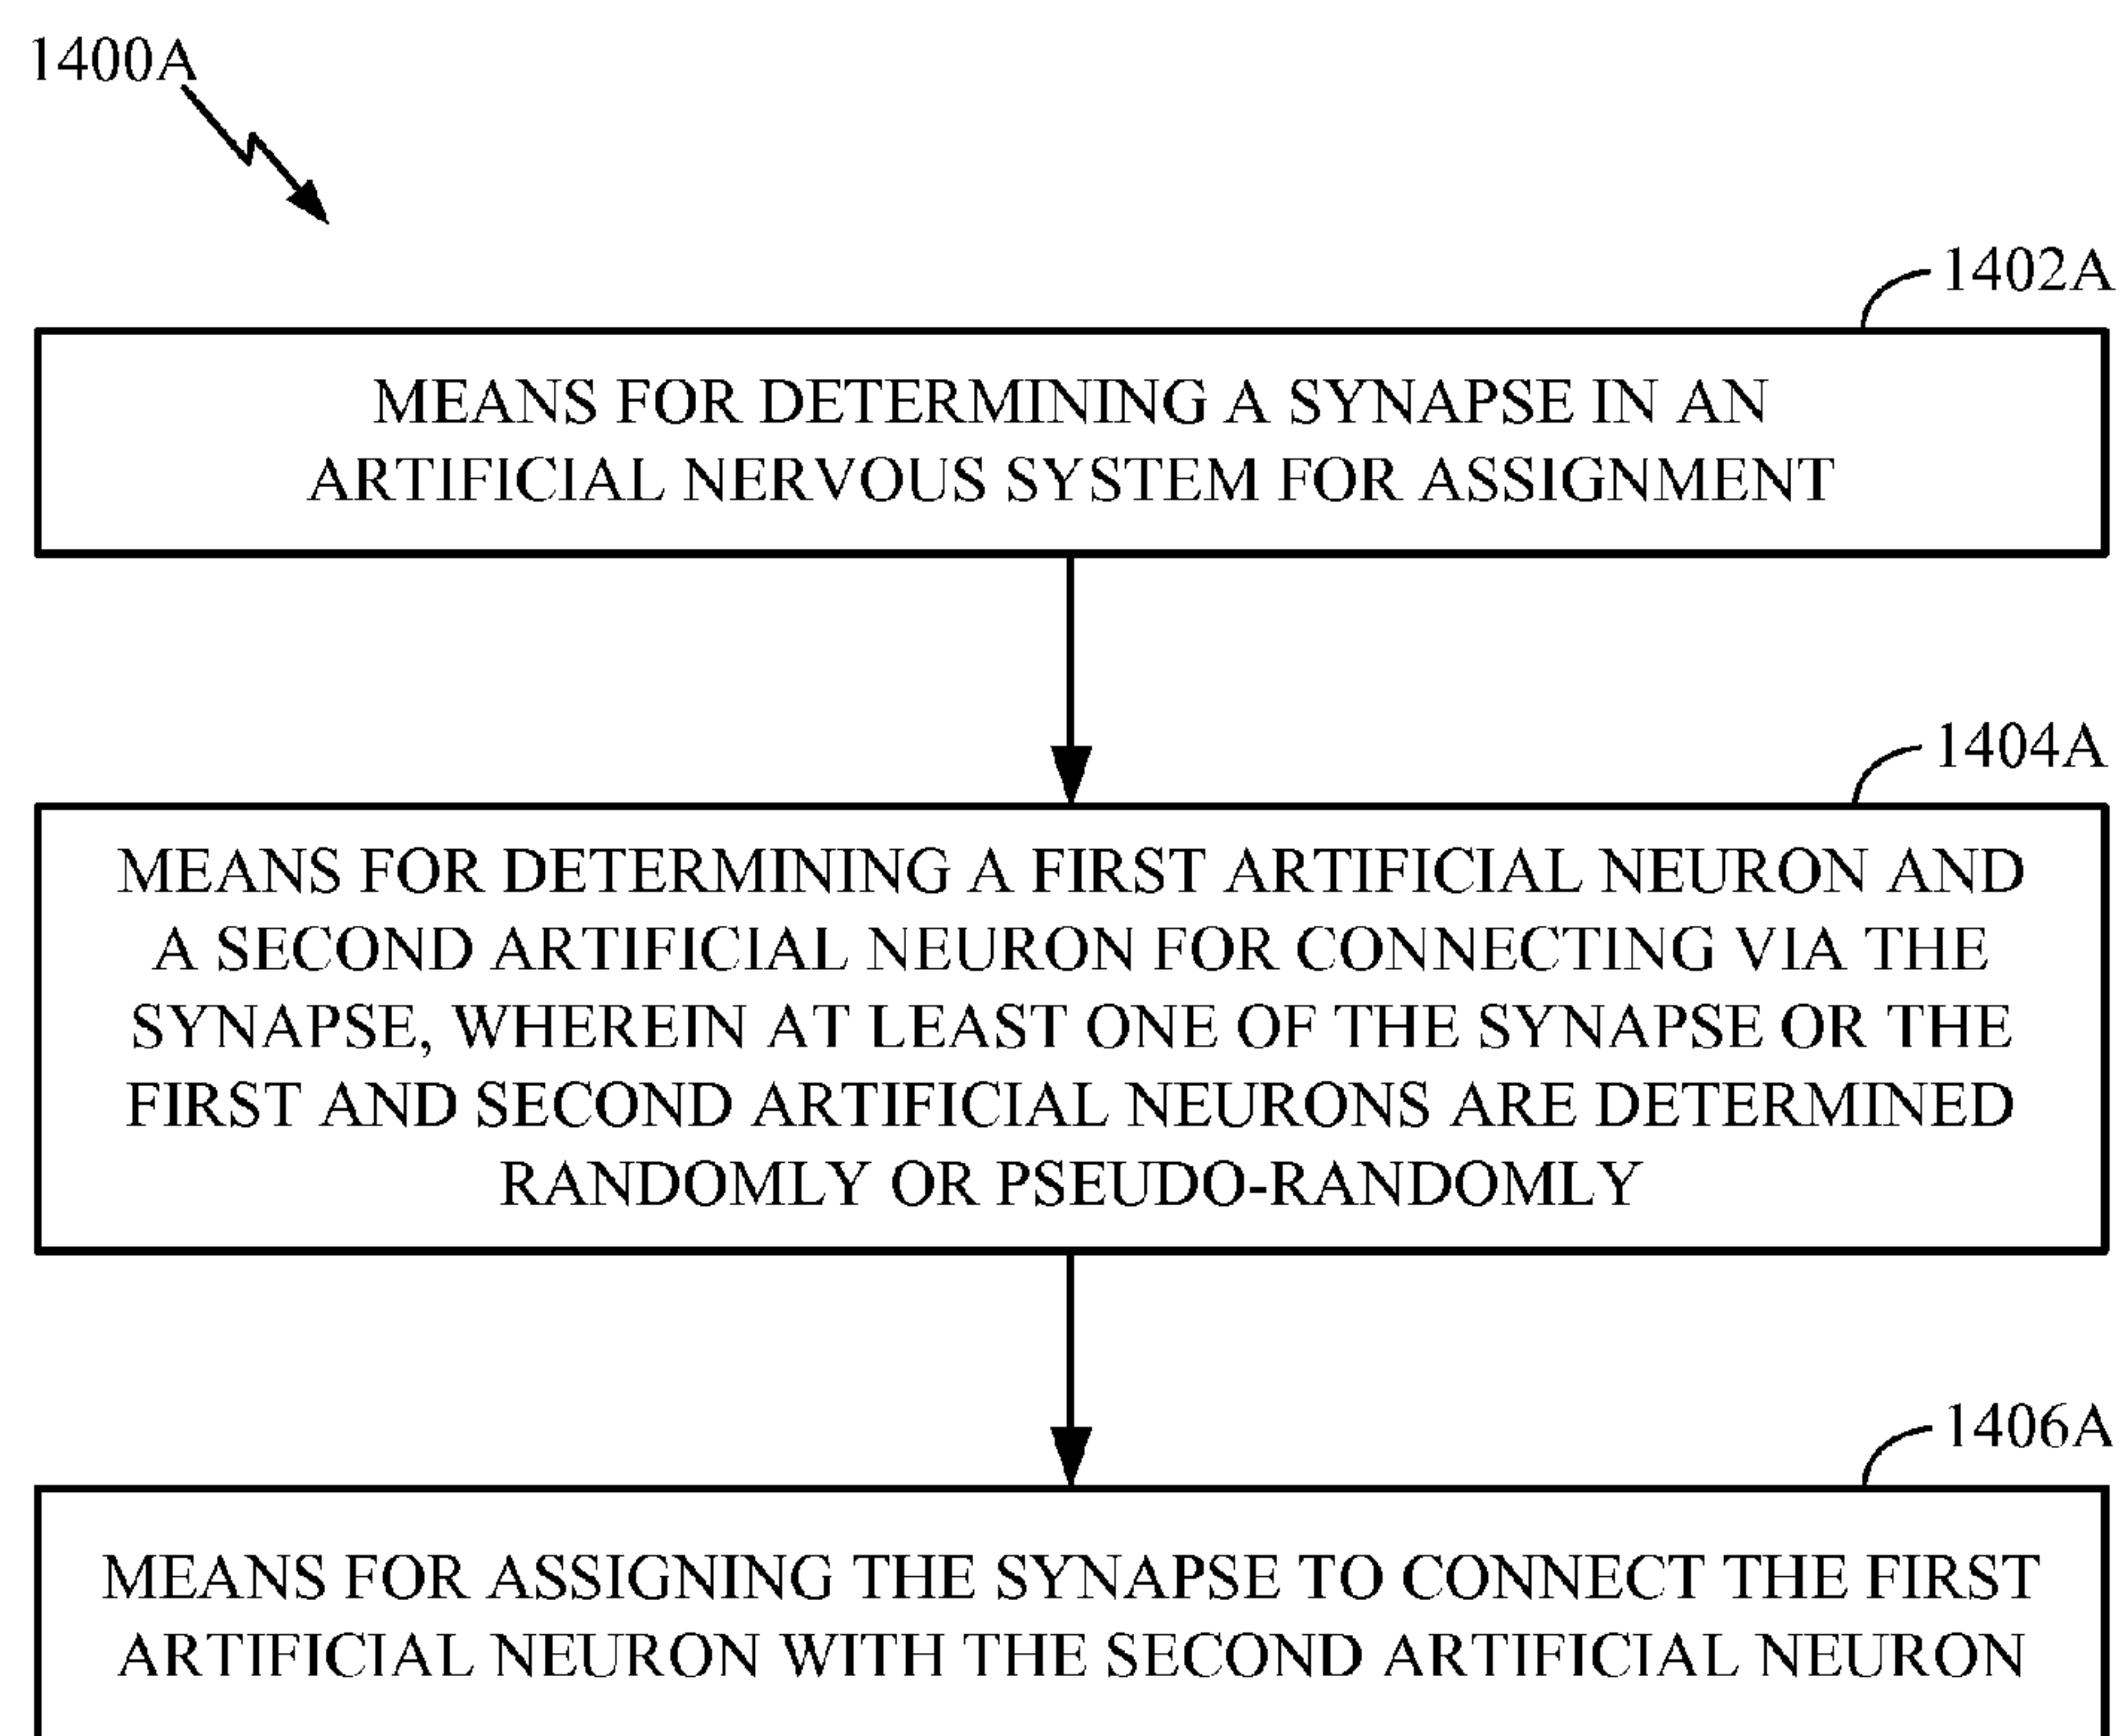 1400A
1402A
MEANS FOR DETERMINING A SYNAPSE IN AN
ARTIFICIAL NERVOUS SYSTEM FOR ASSIGNMENT
1404A
MEANS FOR DETERMINING A FIRST ARTIFICIAL NEURON AND
A SECOND ARTIFICIAL NEURON FOR CONNECTING VIA THE
SYNAPSE, WHEREIN AT LEAST ONE OF THE SYNAPSE OR THE
FIRST AND SECOND ARTIFICIAL NEURONS ARE DETERMINED
RANDOMLY OR PSEUDO-RANDOMLY
1406A
MEANS FOR ASSIGNING THE SYNAPSE TO CONNECT THE FIRST
ARTIFICIAL NEURON WITH THE SECOND ARTIFICIAL NEURON